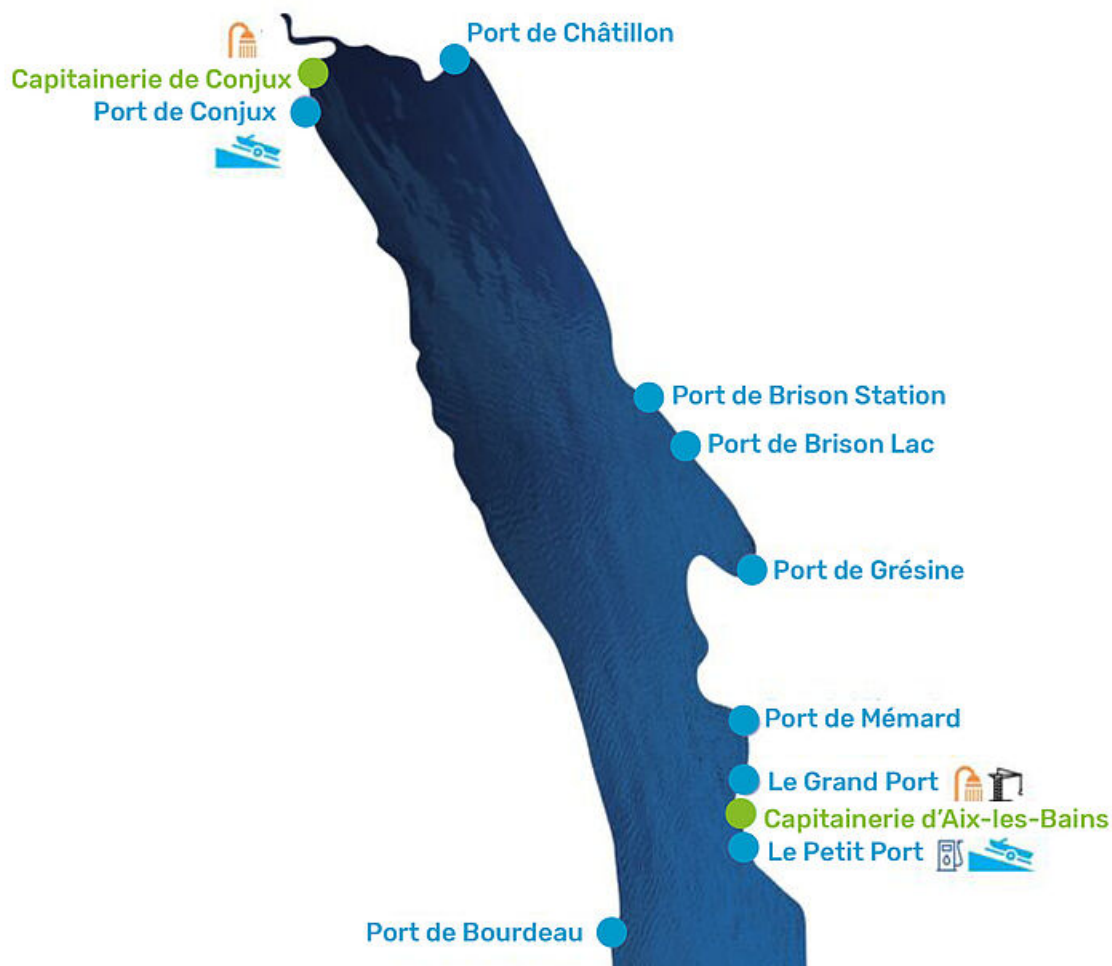 Port de Châtillon
Capitainerie de Conjux
Port de Conjux
Port de Brison Station
Port de Brison Lac
Port de Grésine
Port de Mémard
Le Grand Port
Capitainerie d'Aix-les-Bains
Le Petit Port
Port de Bourdeau